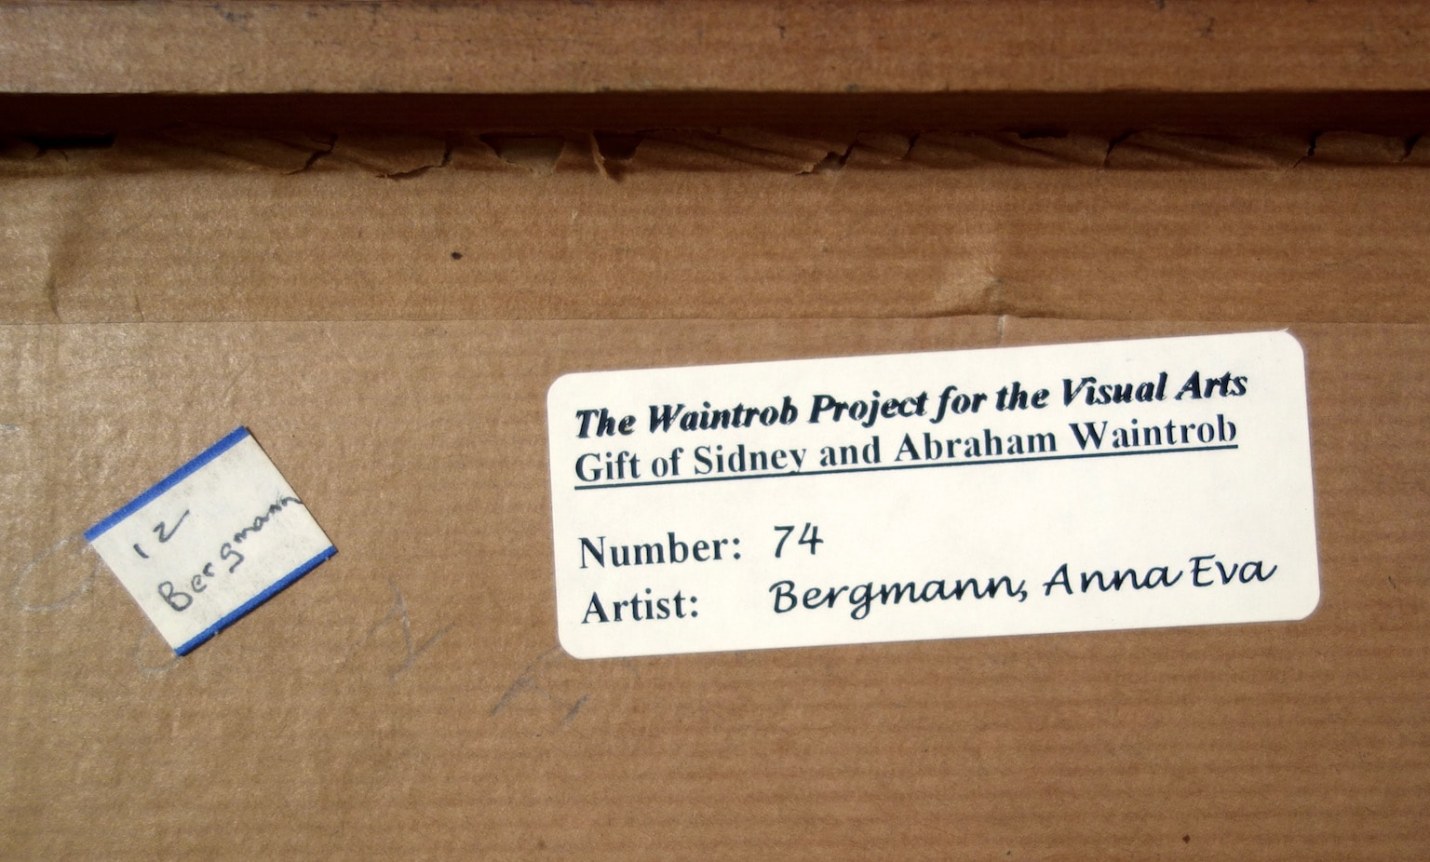 The Waintrob Project for the Visual Arts
Gift of Sidney and Abraham Waintrob
Number: 74
Artist: Bergmann, Anna Eva
12
Bergmann